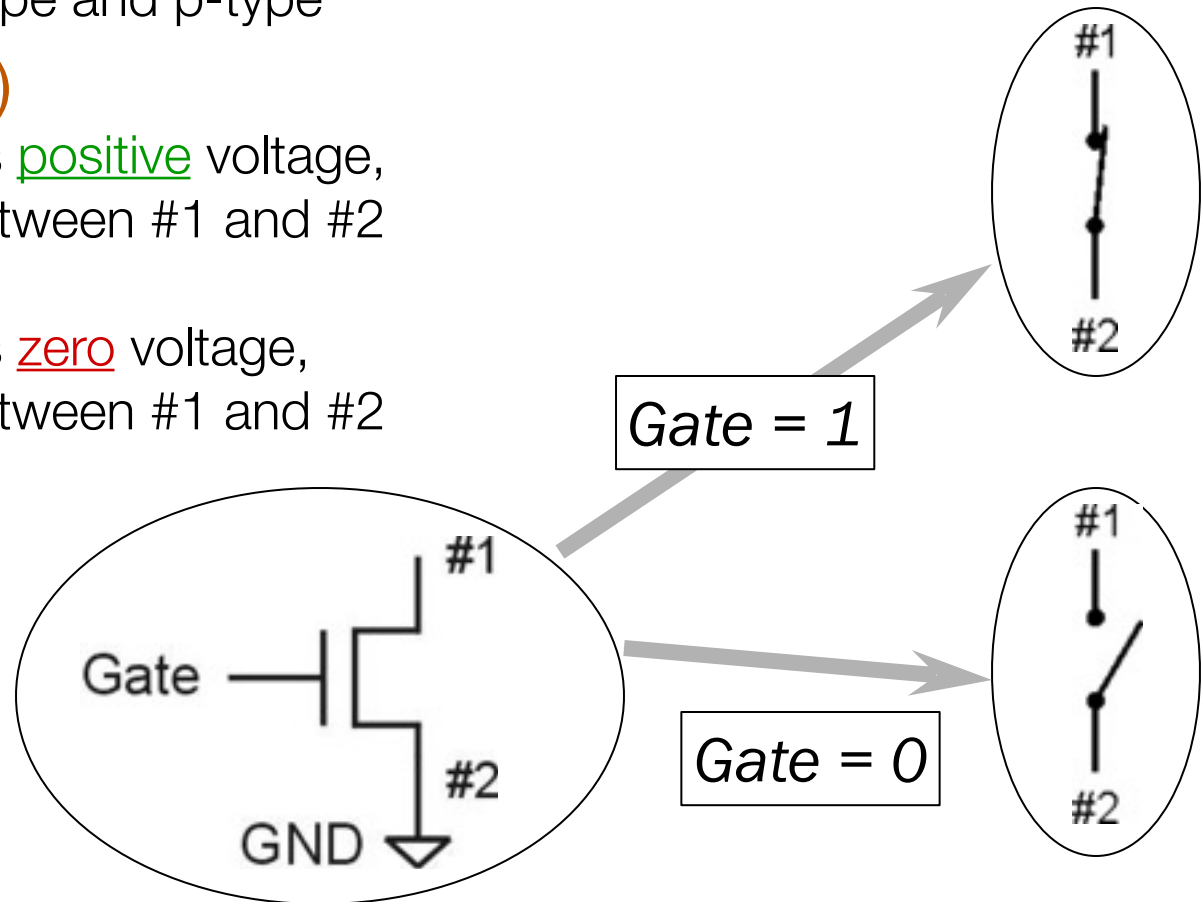 pe and p-type
)
s positive voltage,
tween #1 and #2
s zero voltage,
tween #1 and #2
#1
#2
Gate = 1
#1
Gate
#2
GND
Gate = 0
#1
#2